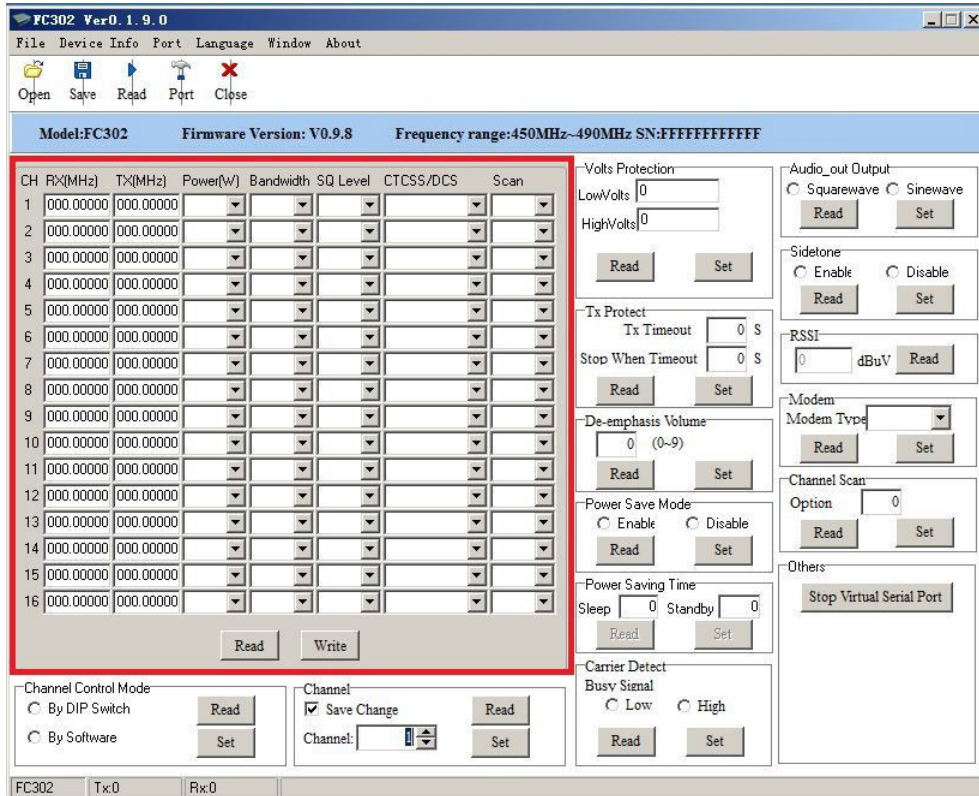 FC302 Ver0.1.9.0
File Device Info Port Language Window About
Open Save Read Port Close
Model:FC302 Firmware Version: V0.9.8 Frequency range:450MHz~490MHz SN:FFFFFFFFFFFF
CH RX(MHz) TX(MHz) Power(W) Bandwidth SQ Level CTCSS/DCS Scan
1 000.00000 000.00000
2 000.00000 000.00000
3 000.00000 000.00000
4 000.00000 000.00000
5 000.00000 000.00000
6 000.00000 000.00000
7 000.00000 000.00000
8 000.00000 000.00000
9 000.00000 000.00000
10 000.00000 000.00000
11 000.00000 000.00000
12 000.00000 000.00000
13 000.00000 000.00000
14 000.00000 000.00000
15 000.00000 000.00000
16 000.00000 000.00000
Read Write
Channel Control Mode
By DIP Switch Read
By Software Set
Channel
Save Change Read
Channel: 1 Set
Volts Protection
LowVolts 0
HighVolts 0
Read Set
Tx Protect
Tx Timeout 0 S
Stop When Timeout 0 S
Read Set
De-emphasis Volume
0 (0~9)
Read Set
Power Save Mode
Enable Disable
Read Set
Power Saving Time
Sleep 0 Standby 0
Read Set
Carrier Detect
Busy Signal
Low High
Read Set
Audio_out Output
Squarewave Sinewave
Read Set
Sidetone
Enable Disable
Read Set
RSSI
0 dBuV Read
Modem
Modem Type
Read Set
Channel Scan
Option 0
Read Set
Others
Stop Virtual Serial Port
FC302 Tx:0 Rx:0